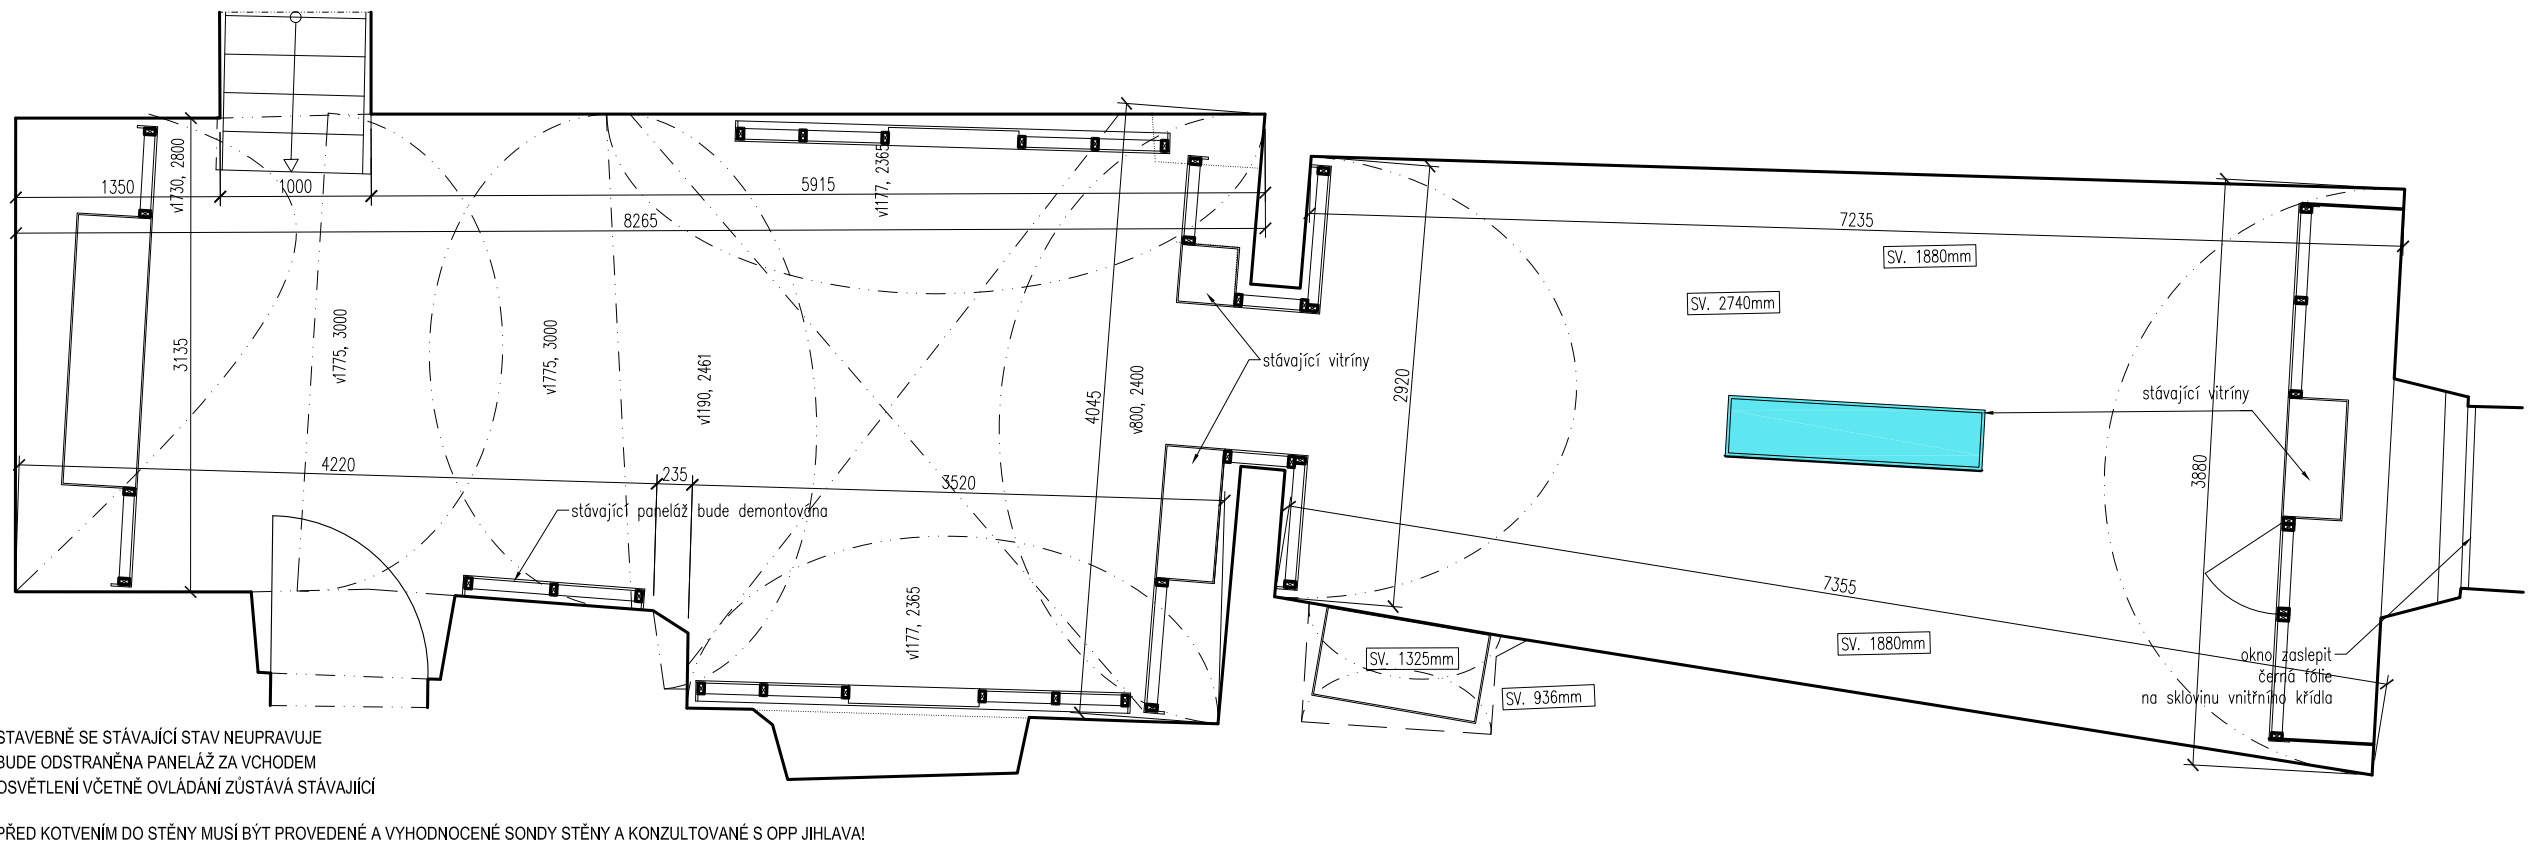 1350
1000
5915
v1730, 2800
v1177, 2365
8265
7235
SV. 1880mm
SV. 2740mm
3135
v1775, 3000
v1775, 3000
v1190, 2461
4045
v800, 2400
stávající vitríny
2920
stávající vitríny
3880
4220
235
3520
stávající paneláž bude demontována
v1177, 2365
7355
SV. 1880mm
SV. 1325mm
SV. 936mm
okno zaslepit
černá fólie
na sklovinu vnitřního křídla
STAVEBNĚ SE STÁVAJÍCÍ STAV NEUPRAVUJE
BUDE ODSTRANĚNA PANELÁŽ ZA VCHODEM
OSVĚTLENÍ VČETNĚ OVLÁDÁNÍ ZŮSTÁVÁ STÁVAJÍÍCÍ
PŘED KOTVENÍM DO STĚNY MUSÍ BÝT PROVEDENÉ A VYHODNOCENÉ SONDY STĚNY A KONZULTOVANÉ S OPP JIHLAVA!